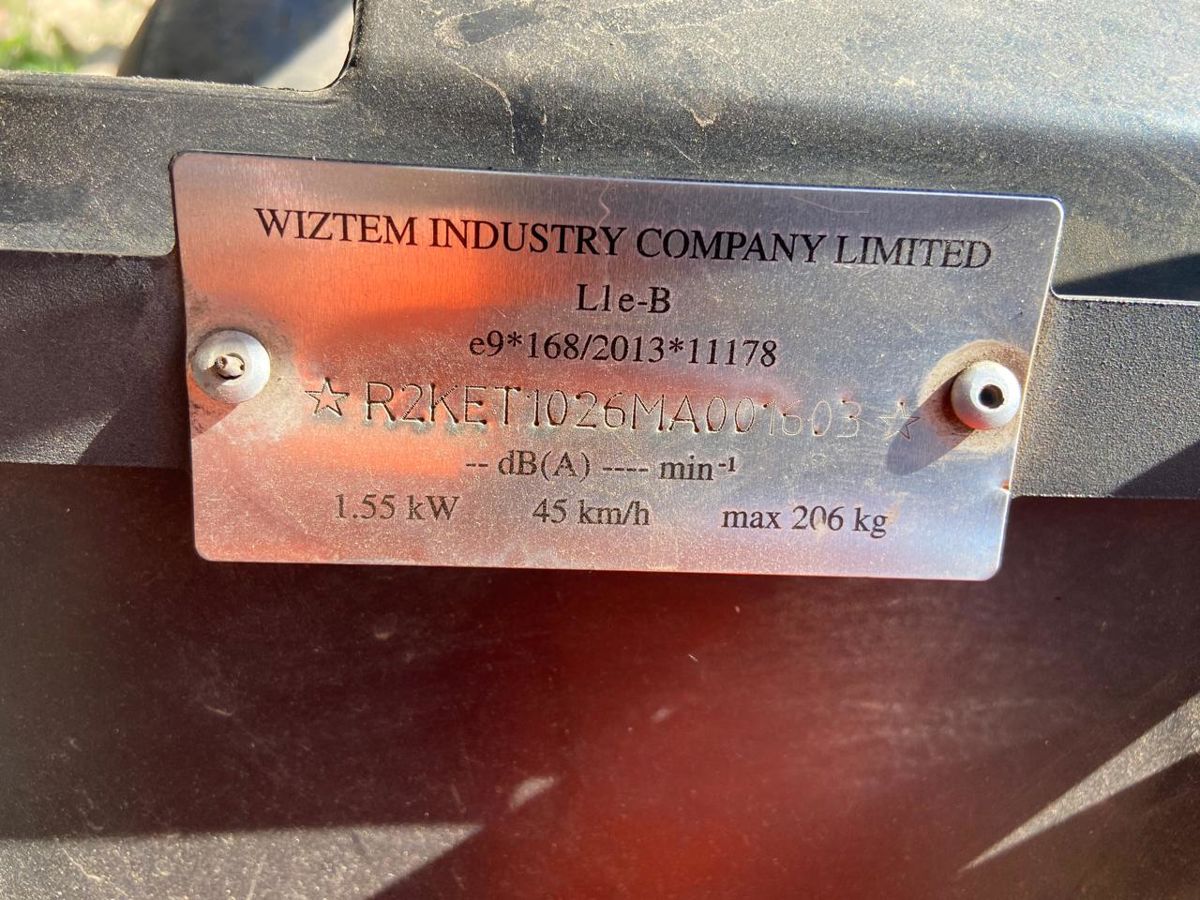 WIZTEM INDUSTRY COMPANY LIMITED
L1e-B
e9*168/2013*11178
☆R2KET1026MA001603☆
-- dB(A) ---- min-1
1.55 kW 45 km/h max 206 kg